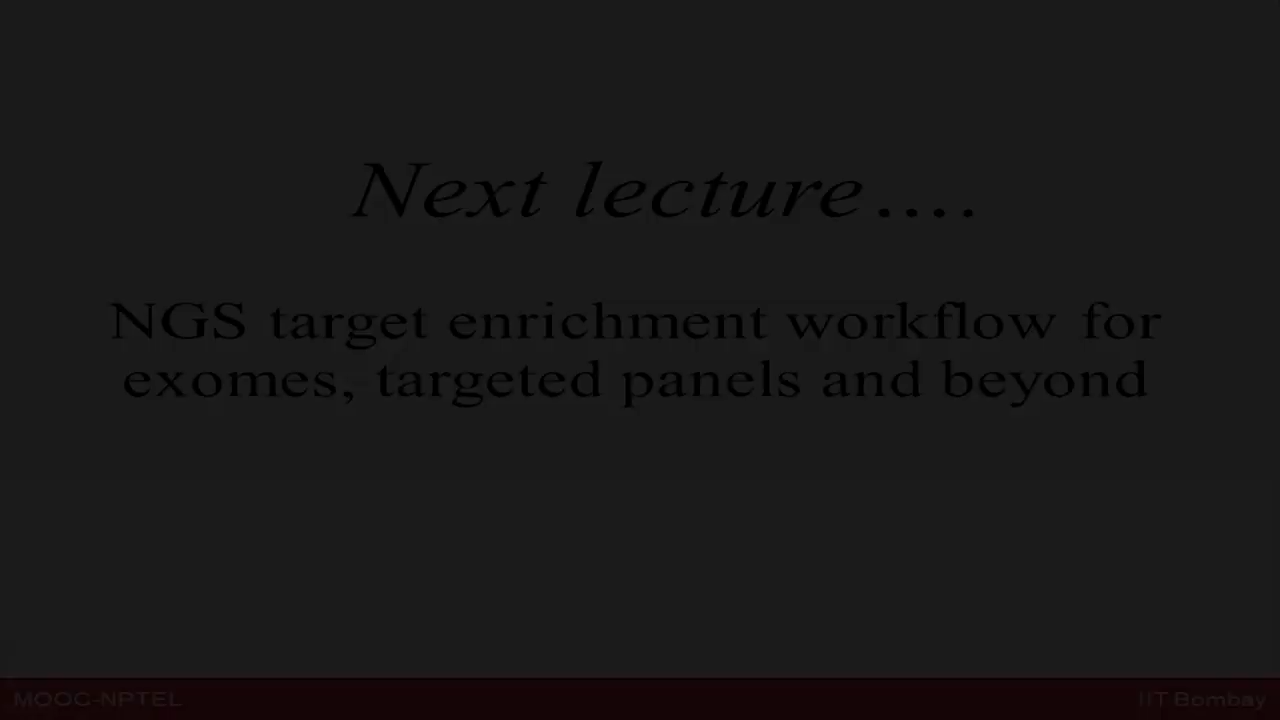 Next lecture....
NGS target enrichment workflow for
exomes, targeted panels and beyond
MOOC-NPTEL
IIT Bombay